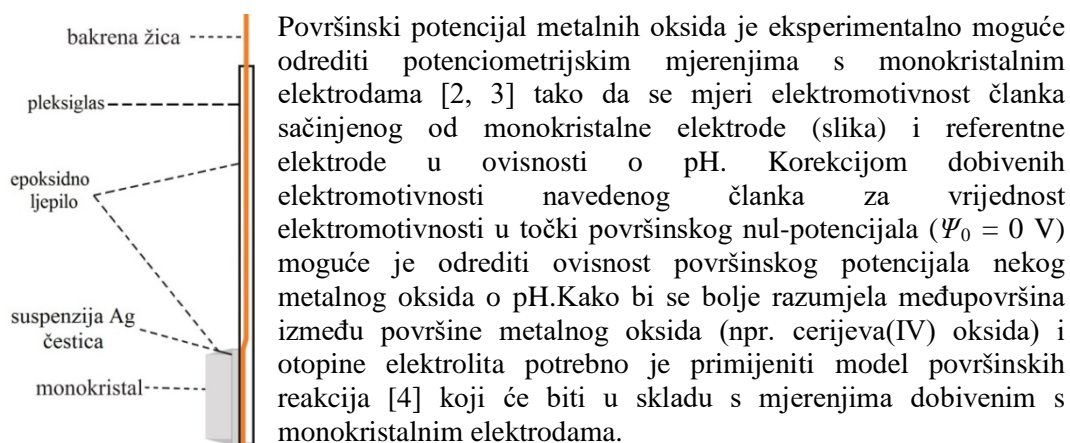 bakrena žica
pleksiglas
epoksidno
ljepilo
suspenzija Ag
čestica
monokristal
Površinski potencijal metalnih oksida je eksperimentalno moguće
odrediti potenciometrijskim mjerenjima s monokristalnim
elektrodama [2, 3] tako da se mjeri elektromotivnost članka
sačinjenog od monokristalne elektrode (slika) i referentne
elektrode u ovisnosti o pH. Korekcijom dobivenih
elektromotivnosti navedenog članka za vrijednost
elektromotivnosti u točki površinskog nul-potencijala (Ψ₀ = 0 V)
moguće je odrediti ovisnost površinskog potencijala nekog
metalnog oksida o pH.Kako bi se bolje razumjela međupovršina
između površine metalnog oksida (npr. cerijeva(IV) oksida) i
otopine elektrolita potrebno je primijeniti model površinskih
reakcija [4] koji će biti u skladu s mjerenjima dobivenim s
monokristalnim elektrodama.